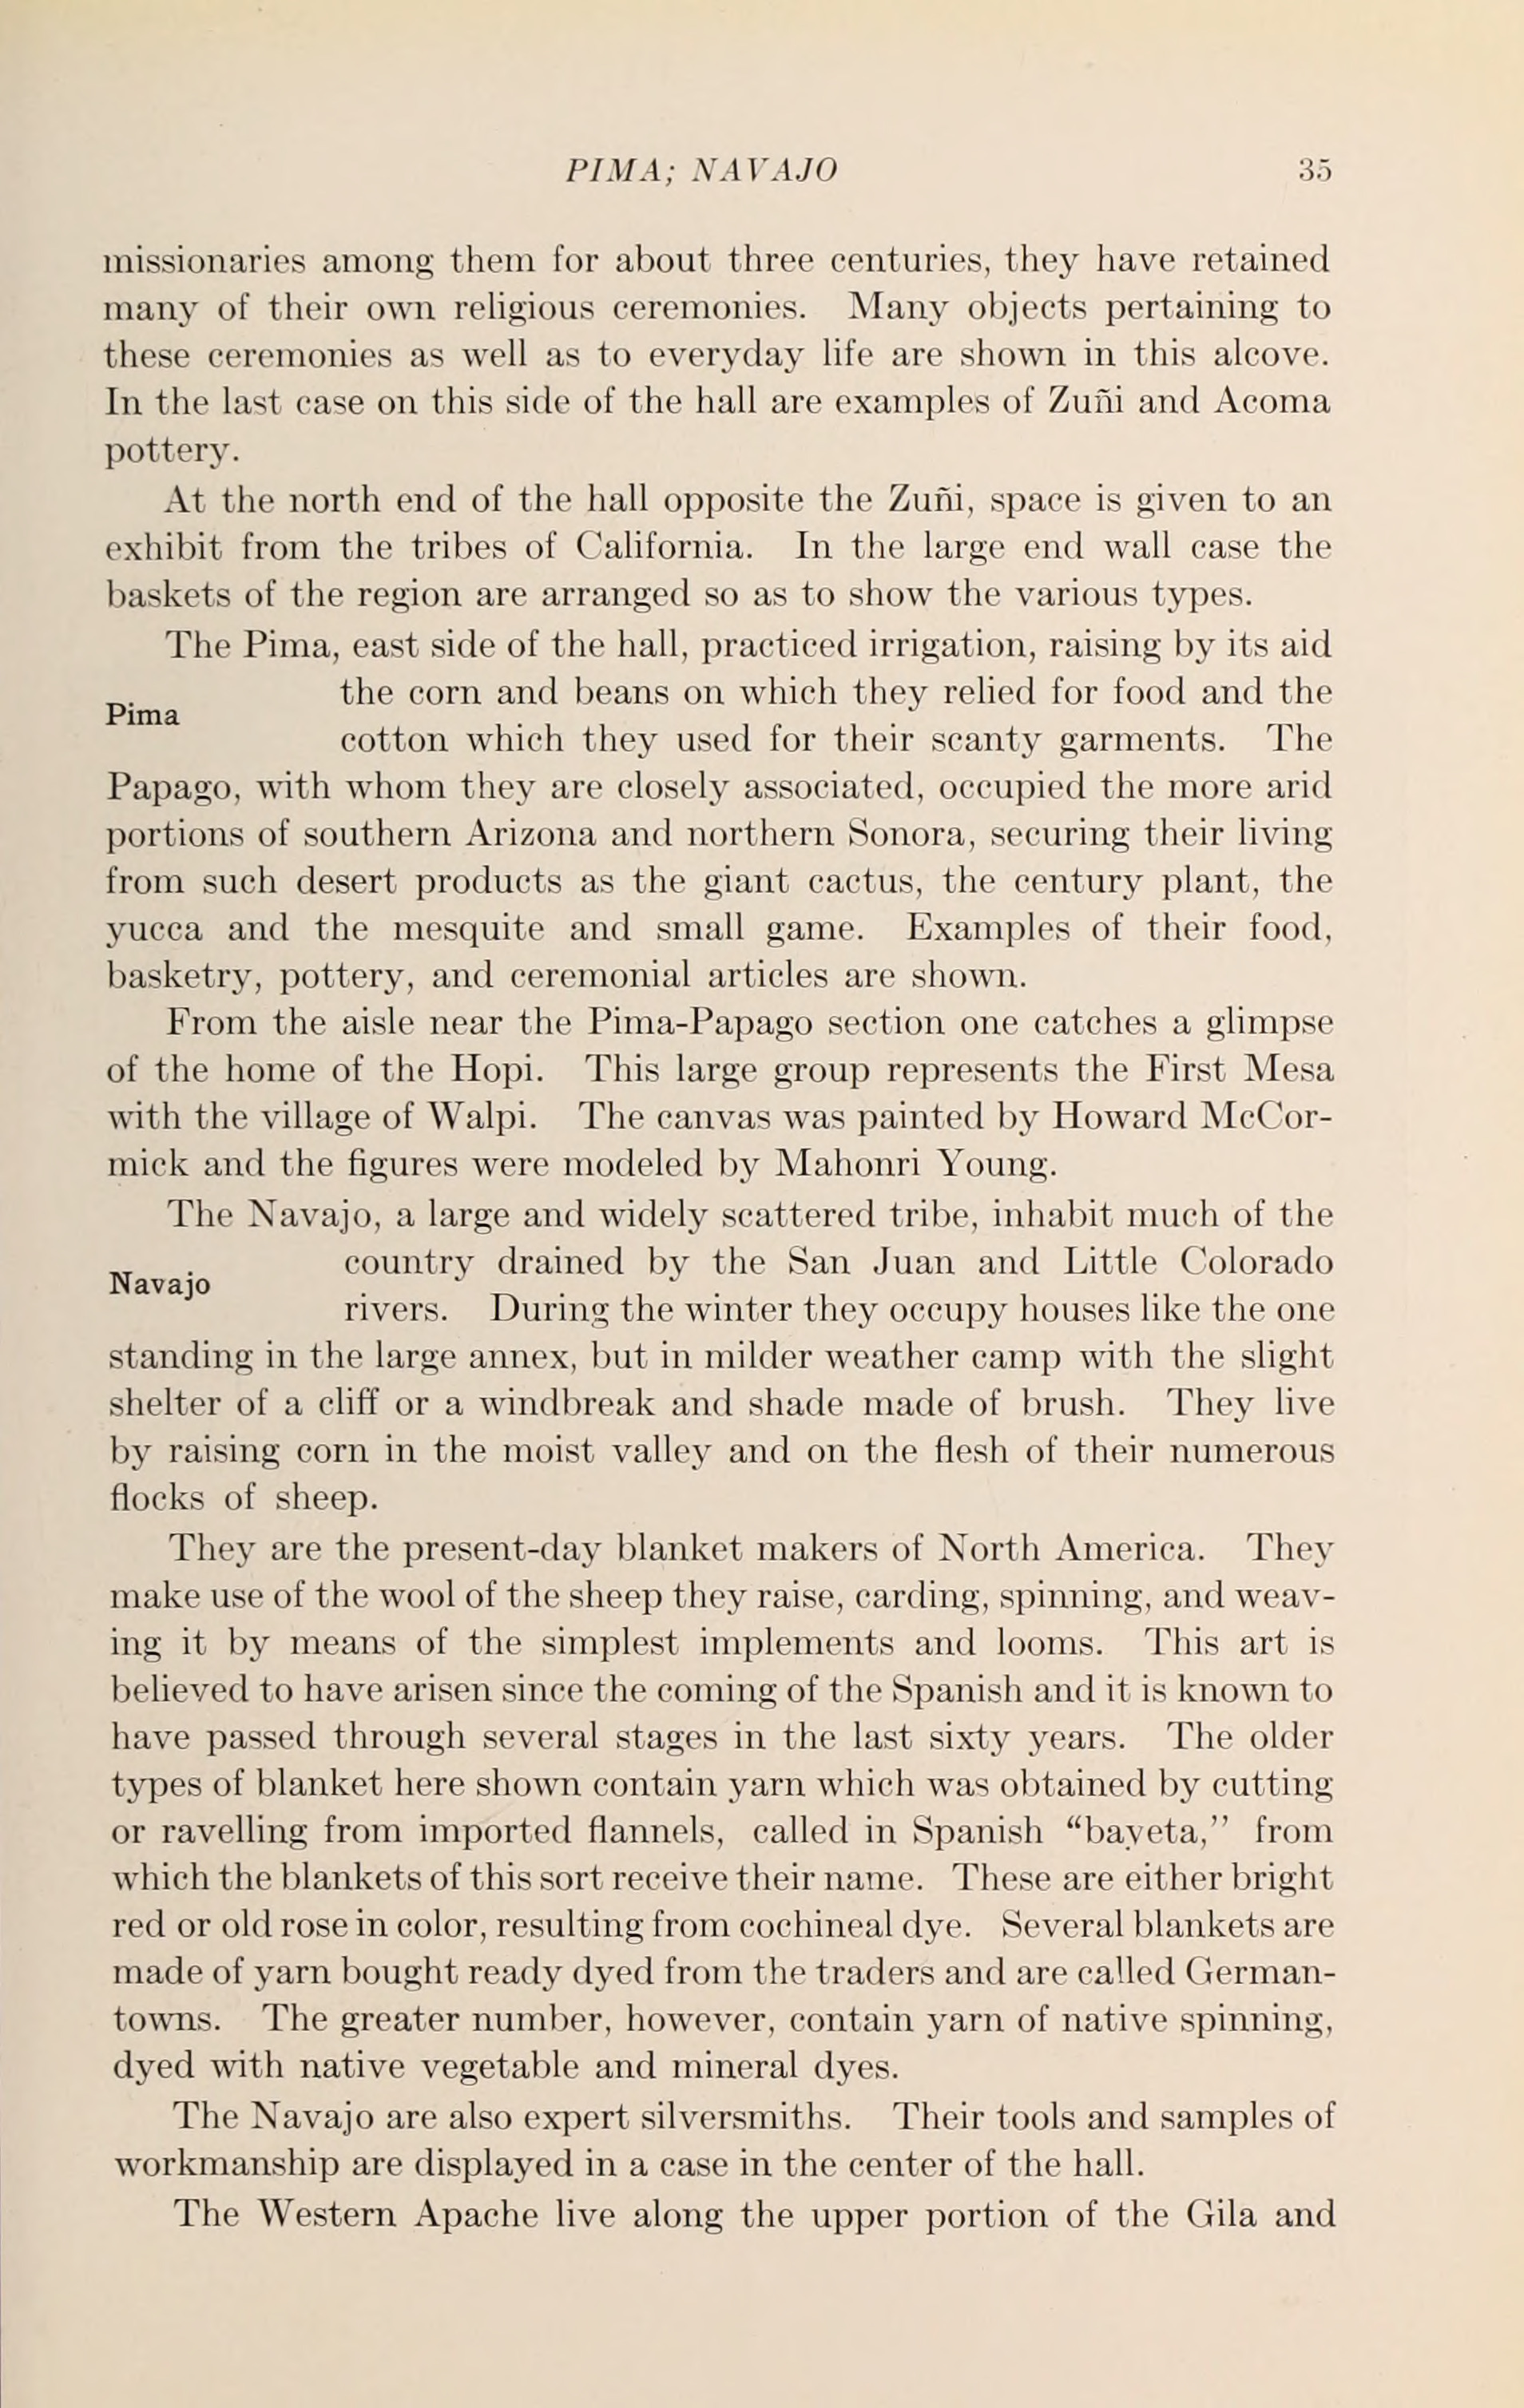 PIMA; NAVAJO 35
missionaries among them for about three centuries, they have retained
many of their own religious ceremonies. Many objects pertaining to
these ceremonies as well as to everyday life are shown in this alcove.
In the last case on this side of the hall are examples of Zuñi and Acoma
pottery.
At the north end of the hall opposite the Zuñi, space is given to an
exhibit from the tribes of California. In the large end wall case the
baskets of the region are arranged so as to show the various types.
The Pima, east side of the hall, practiced irrigation, raising by its aid
Pima
the corn and beans on which they relied for food and the
cotton which they used for their scanty garments. The
Papago, with whom they are closely associated, occupied the more arid
portions of southern Arizona and northern Sonora, securing their living
from such desert products as the giant cactus, the century plant, the
yucca and the mesquite and small game. Examples of their food,
basketry, pottery, and ceremonial articles are shown.
From the aisle near the Pima-Papago section one catches a glimpse
of the home of the Hopi. This large group represents the First Mesa
with the village of Walpi. The canvas was painted by Howard McCor-
mick and the figures were modeled by Mahonri Young.
The Navajo, a large and widely scattered tribe, inhabit much of the
Navajo
country drained by the San Juan and Little Colorado
rivers. During the winter they occupy houses like the one
standing in the large annex, but in milder weather camp with the slight
shelter of a cliff or a windbreak and shade made of brush. They live
by raising corn in the moist valley and on the flesh of their numerous
flocks of sheep.
They are the present-day blanket makers of North America. They
make use of the wool of the sheep they raise, carding, spinning, and weav-
ing it by means of the simplest implements and looms. This art is
believed to have arisen since the coming of the Spanish and it is known to
have passed through several stages in the last sixty years. The older
types of blanket here shown contain yarn which was obtained by cutting
or ravelling from imported flannels, called in Spanish “bayeta,” from
which the blankets of this sort receive their name. These are either bright
red or old rose in color, resulting from cochineal dye. Several blankets are
made of yarn bought ready dyed from the traders and are called German-
towns. The greater number, however, contain yarn of native spinning,
dyed with native vegetable and mineral dyes.
The Navajo are also expert silversmiths. Their tools and samples of
workmanship are displayed in a case in the center of the hall.
The Western Apache live along the upper portion of the Gila and